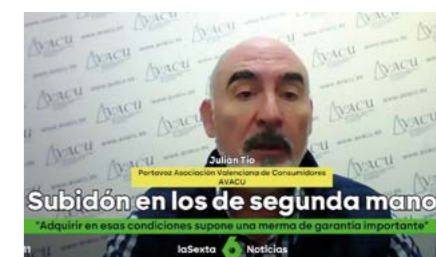 AVACU
Julián Tío
Portavoz Asociación Valenciana de Consumidores
AVACU
Subidón en los de segunda mano
"Adquirir en esas condiciones supone una merma de garantía importante"
laSexta 6 Noticias